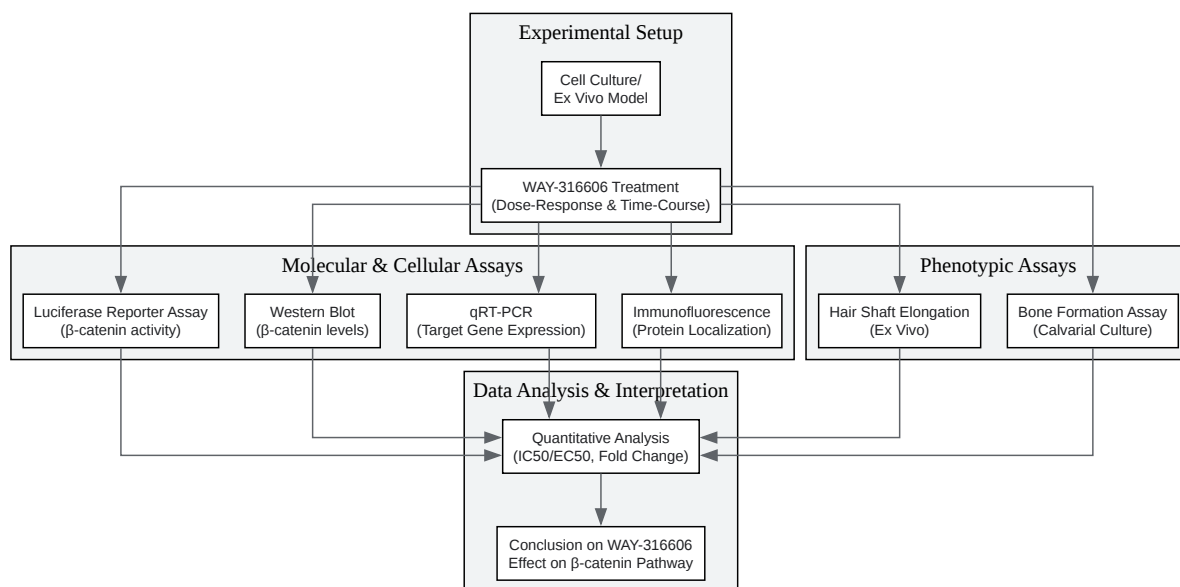 Experimental Setup
Cell Culture/
Ex Vivo Model
WAY-316606 Treatment
(Dose-Response & Time-Course)
Molecular & Cellular Assays
Phenotypic Assays
Luciferase Reporter Assay
(β-catenin activity)
Western Blot
(β-catenin levels)
qRT-PCR
(Target Gene Expression)
Immunofluorescence
(Protein Localization)
Hair Shaft Elongation
(Ex Vivo)
Bone Formation Assay
(Calvarial Culture)
Data Analysis & Interpretation
Quantitative Analysis
(IC50/EC50, Fold Change)
Conclusion on WAY-316606
Effect on β-catenin Pathway